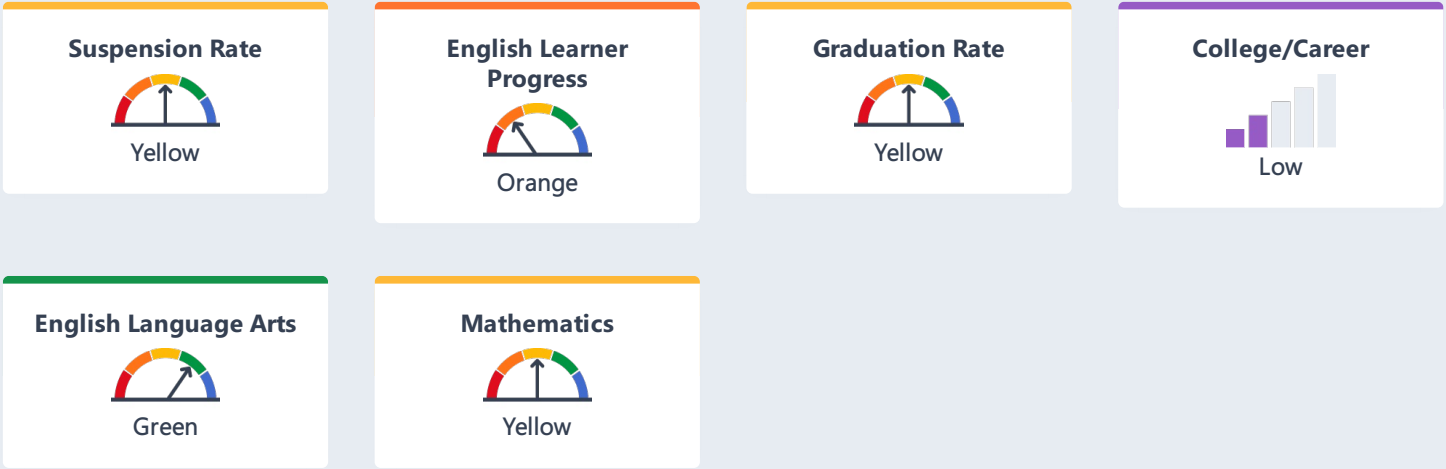 Suspension Rate
Yellow
English Learner
Progress
Orange
Graduation Rate
Yellow
College/Career
Low
English Language Arts
Green
Mathematics
Yellow